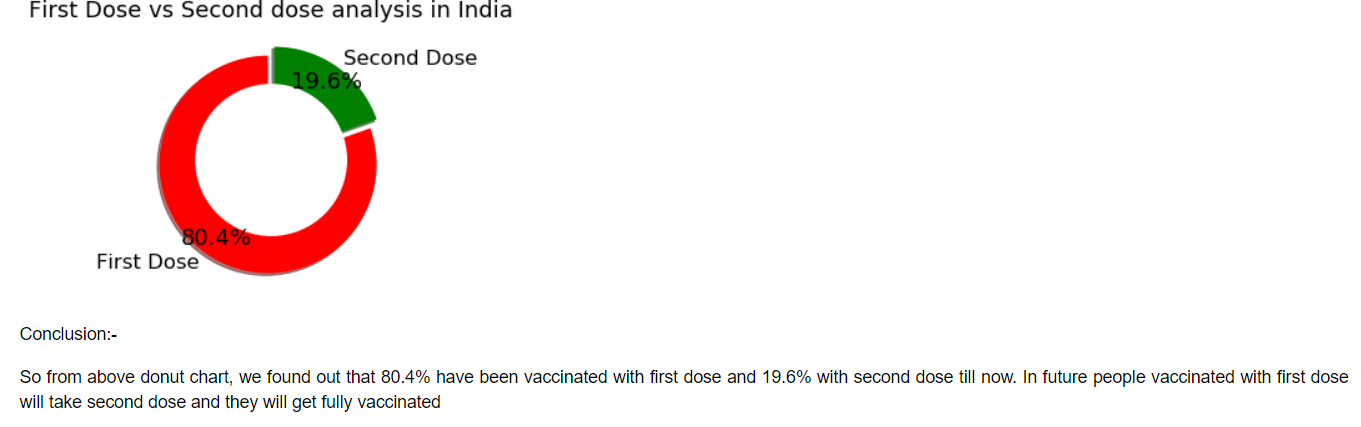 First Dose vs Second dose analysis in India
Second Dose
19.6%
80.4%
First Dose
Conclusion:-
So from above donut chart, we found out that 80.4% have been vaccinated with first dose and 19.6% with second dose till now. In future people vaccinated with first dose
will take second dose and they will get fully vaccinated